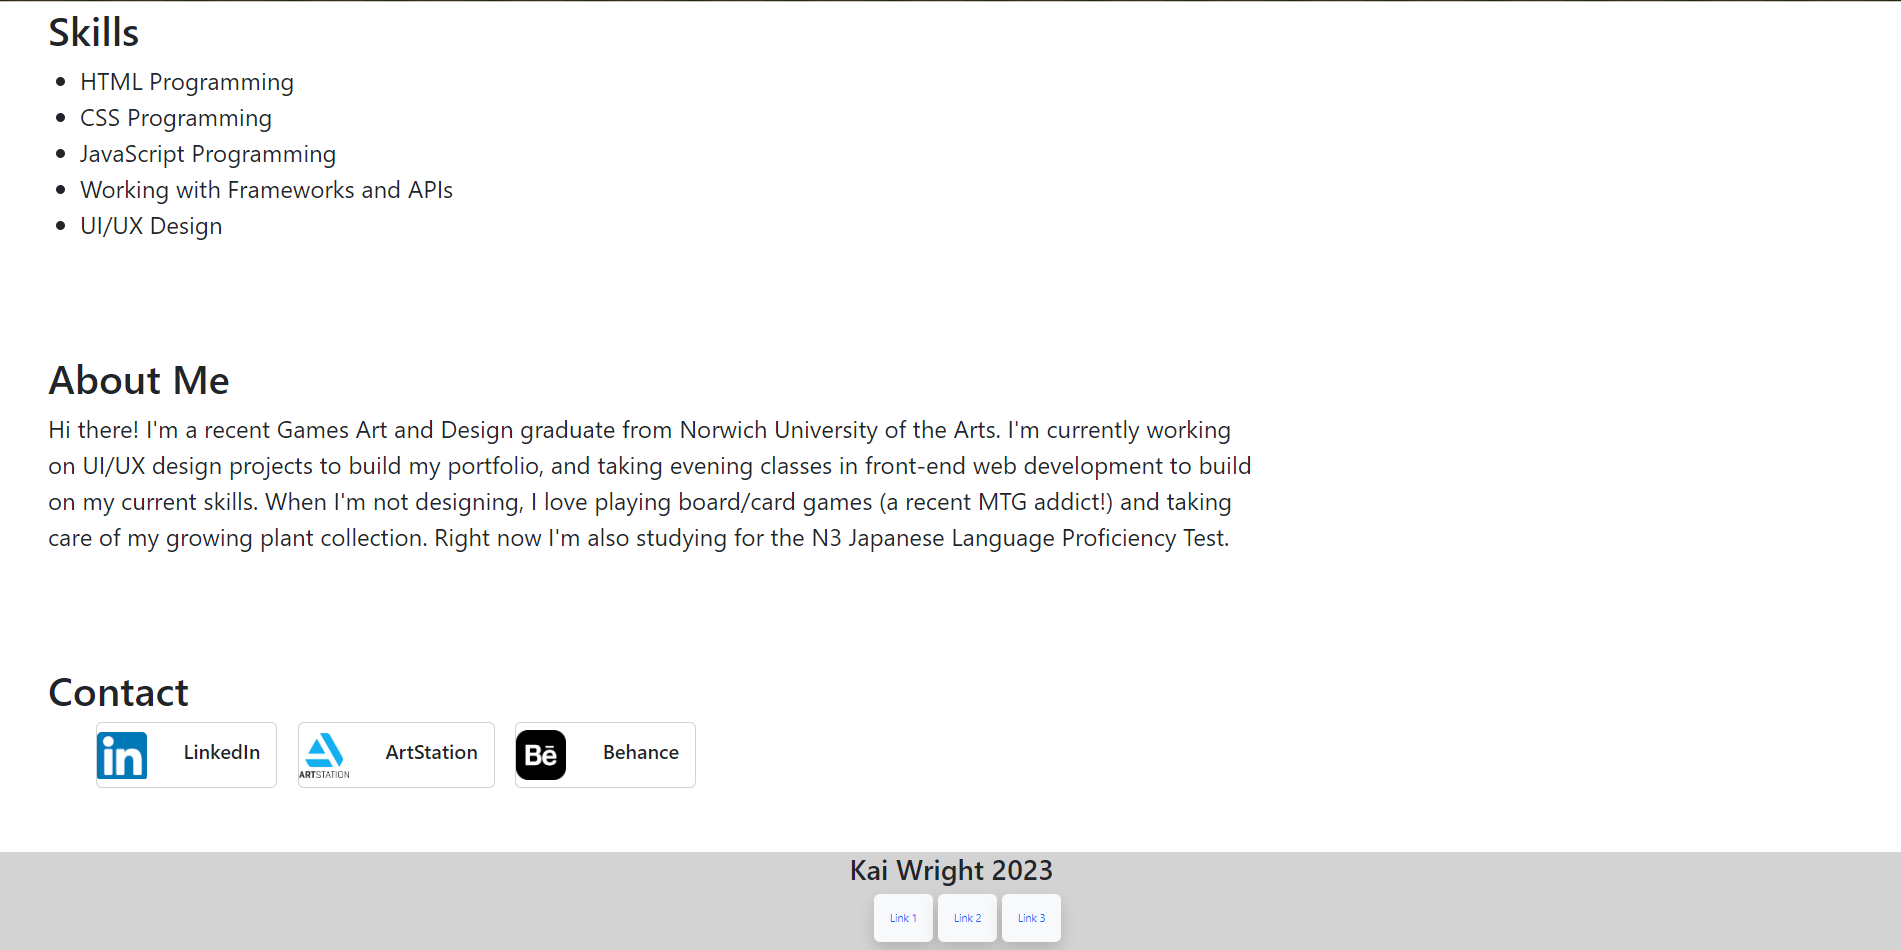 Skills
HTML Programming
CSS Programming
JavaScript Programming
Working with Frameworks and APIs
UI/UX Design
About Me
Hi there! I'm a recent Games Art and Design graduate from Norwich University of the Arts. I'm currently working
on UI/UX design projects to build my portfolio, and taking evening classes in front-end web development to build
on my current skills. When I'm not designing, I love playing board/card games (a recent MTG addict!) and taking
care of my growing plant collection. Right now I'm also studying for the N3 Japanese Language Proficiency Test.
Contact
in LinkedIn
ARTSTATION ArtStation
Bē Behance
Kai Wright 2023
Link 1 Link 2 Link 3